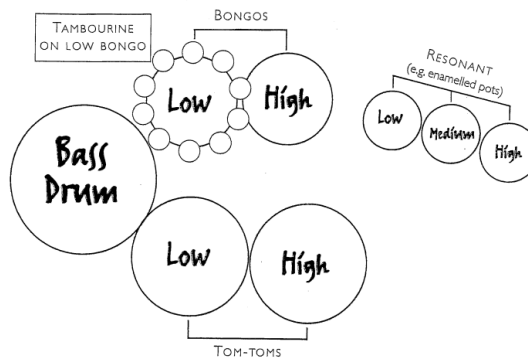 TAMBOURINE
ON LOW BONGO
BONGOS
Low
High
RESONANT
(e.g. enamelled pots)
Low
Medium
High
Bass
Drum
Low
High
TOM-TOMS